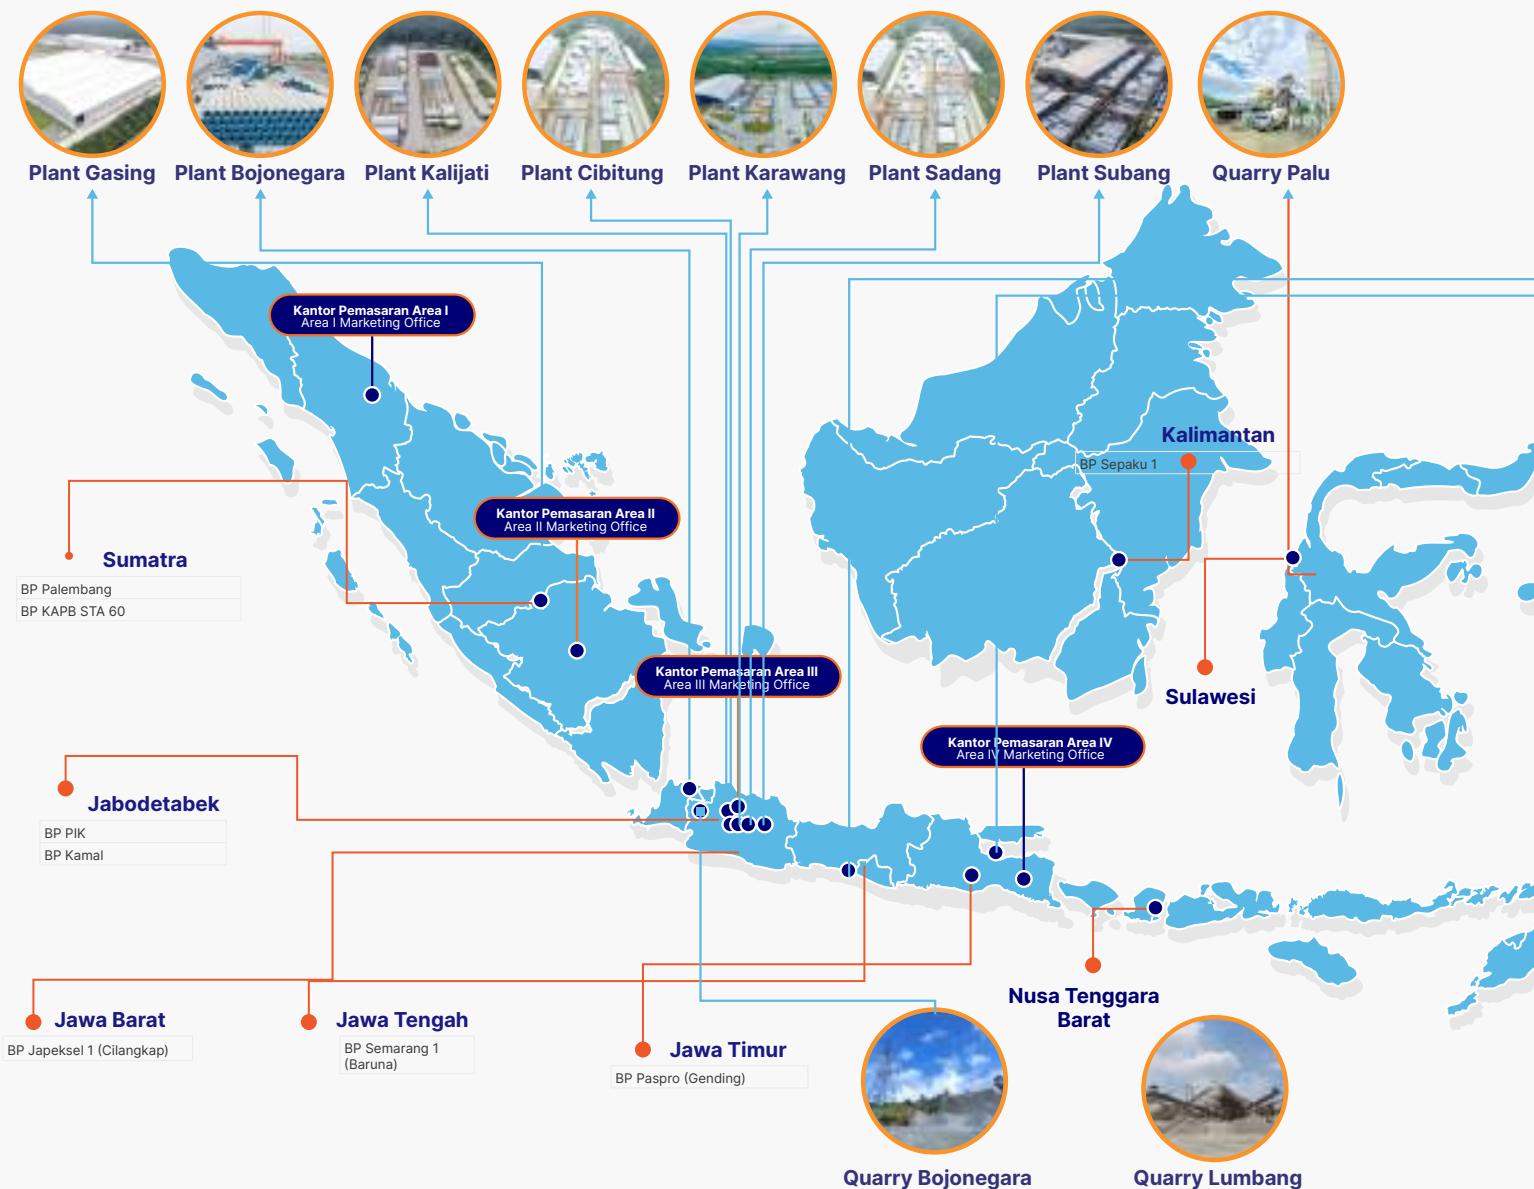 Plant Gasing
Plant Bojonegara
Plant Kalijati
Plant Cibitung
Plant Karawang
Plant Sadang
Plant Subang
Quarry Palu
Kantor Pemasaran Area I
Area I Marketing Office
Kalimantan
BP Sepaku 1
Kantor Pemasaran Area II
Area II Marketing Office
Sumatra
BP Palembang
BP KAPB STA 60
Kantor Pemasaran Area III
Area III Marketing Office
Sulawesi
Kantor Pemasaran Area IV
Area IV Marketing Office
Jabodetabek
BP PIK
BP Kamal
Nusa Tenggara
Barat
Jawa Barat
BP Japeksel 1 (Cilangkap)
Jawa Tengah
BP Semarang 1
(Baruna)
Jawa Timur
BP Paspro (Gending)
Quarry Bojonegara
Quarry Lumbang